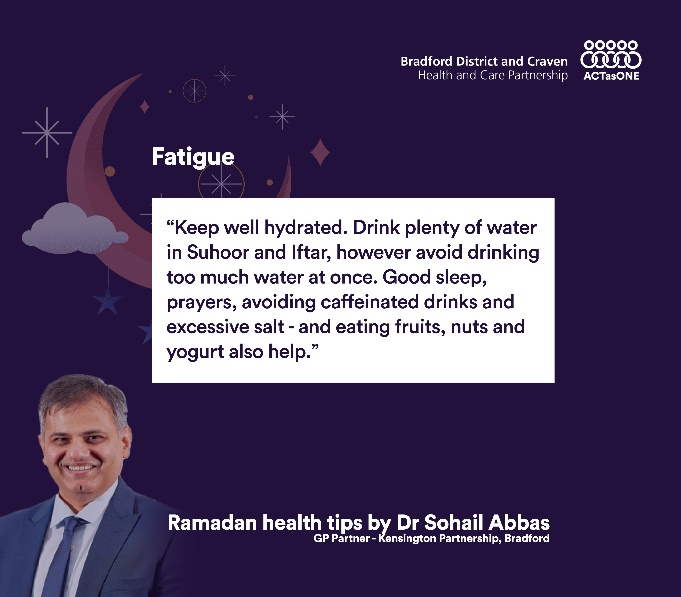 Bradford District and Craven
Health and Care Partnership
ACTasONE
Fatigue
“Keep well hydrated. Drink plenty of water
in Suhoor and Iftar, however avoid drinking
too much water at once. Good sleep,
prayers, avoiding caffeinated drinks and
excessive salt - and eating fruits, nuts and
yogurt also help.”
Ramadan health tips by Dr Sohail Abbas
GP Partner - Kensington Partnership, Bradford